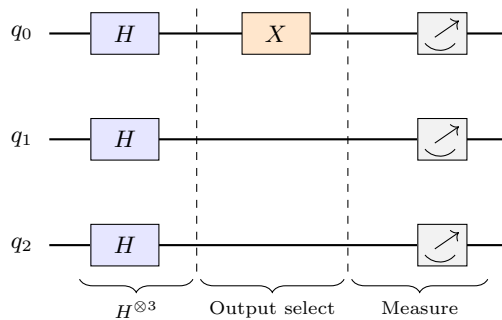 q₀ H X
q₁ H
q₂ H
H⊗3 Output select Measure